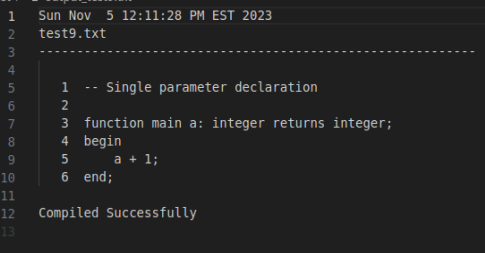 1 Sun Nov  5 12:11:28 PM EST 2023
2 test9.txt
3 ----------------------------------------------------------
4
5    1  -- Single parameter declaration
6    2
7    3  function main a: integer returns integer;
8    4  begin
9    5      a + 1;
10    6  end;
11
12 Compiled Successfully
13